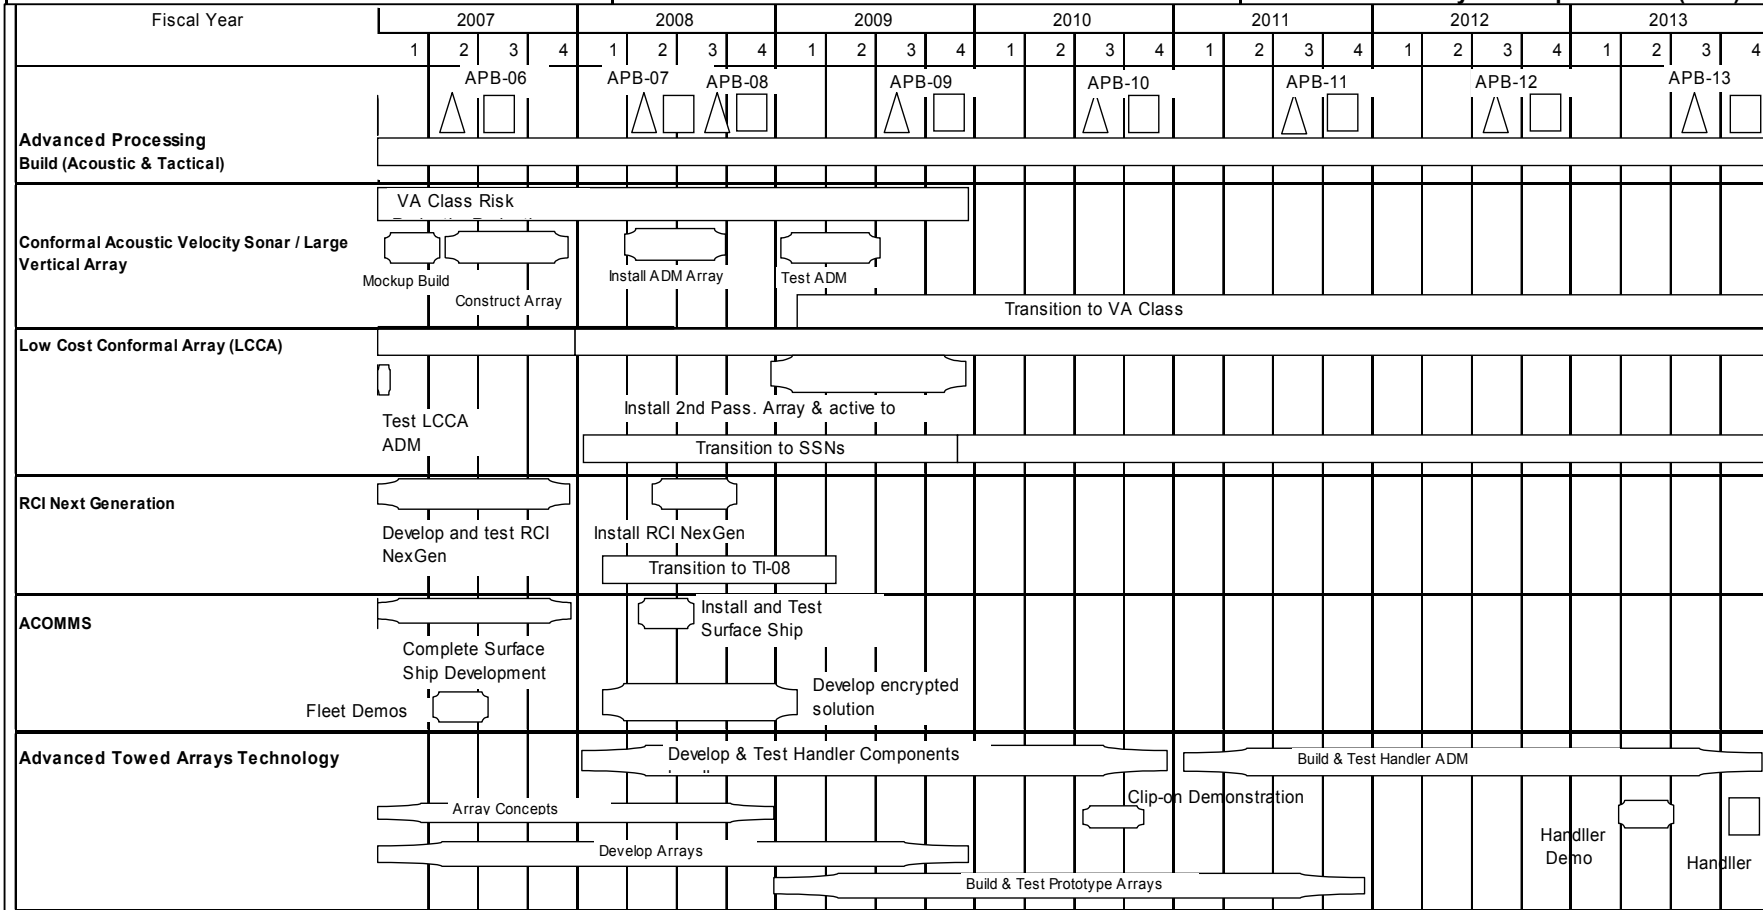 Fiscal Year 2007 2008 2009 2010 2011 2012 2013
1 2 3 4 1 2 3 4 1 2 3 4 1 2 3 4 1 2 3 4 1 2 3 4 1 2 3 4
APB-06 APB-07 APB-08 APB-09 APB-10 APB-11 APB-12 APB-13
Advanced Processing
Build (Acoustic & Tactical)
VA Class Risk
Conformal Acoustic Velocity Sonar / Large
Vertical Array
Mockup Build
Construct Array
Install ADM Array
Test ADM
Transition to VA Class
Low Cost Conformal Array (LCCA)
Test LCCA
ADM
Install 2nd Pass. Array & active to
Transition to SSNs
RCI Next Generation
Develop and test RCI
NexGen
Install RCI NexGen
Transition to TI-08
ACOMMS
Complete Surface
Ship Development
Install and Test
Surface Ship
Fleet Demos
Develop encrypted
solution
Advanced Towed Arrays Technology
Develop & Test Handler Components
Build & Test Handler ADM
Array Concepts
Clip-on Demonstration
Develop Arrays
Handller
Demo
Handller
Build & Test Prototype Arrays